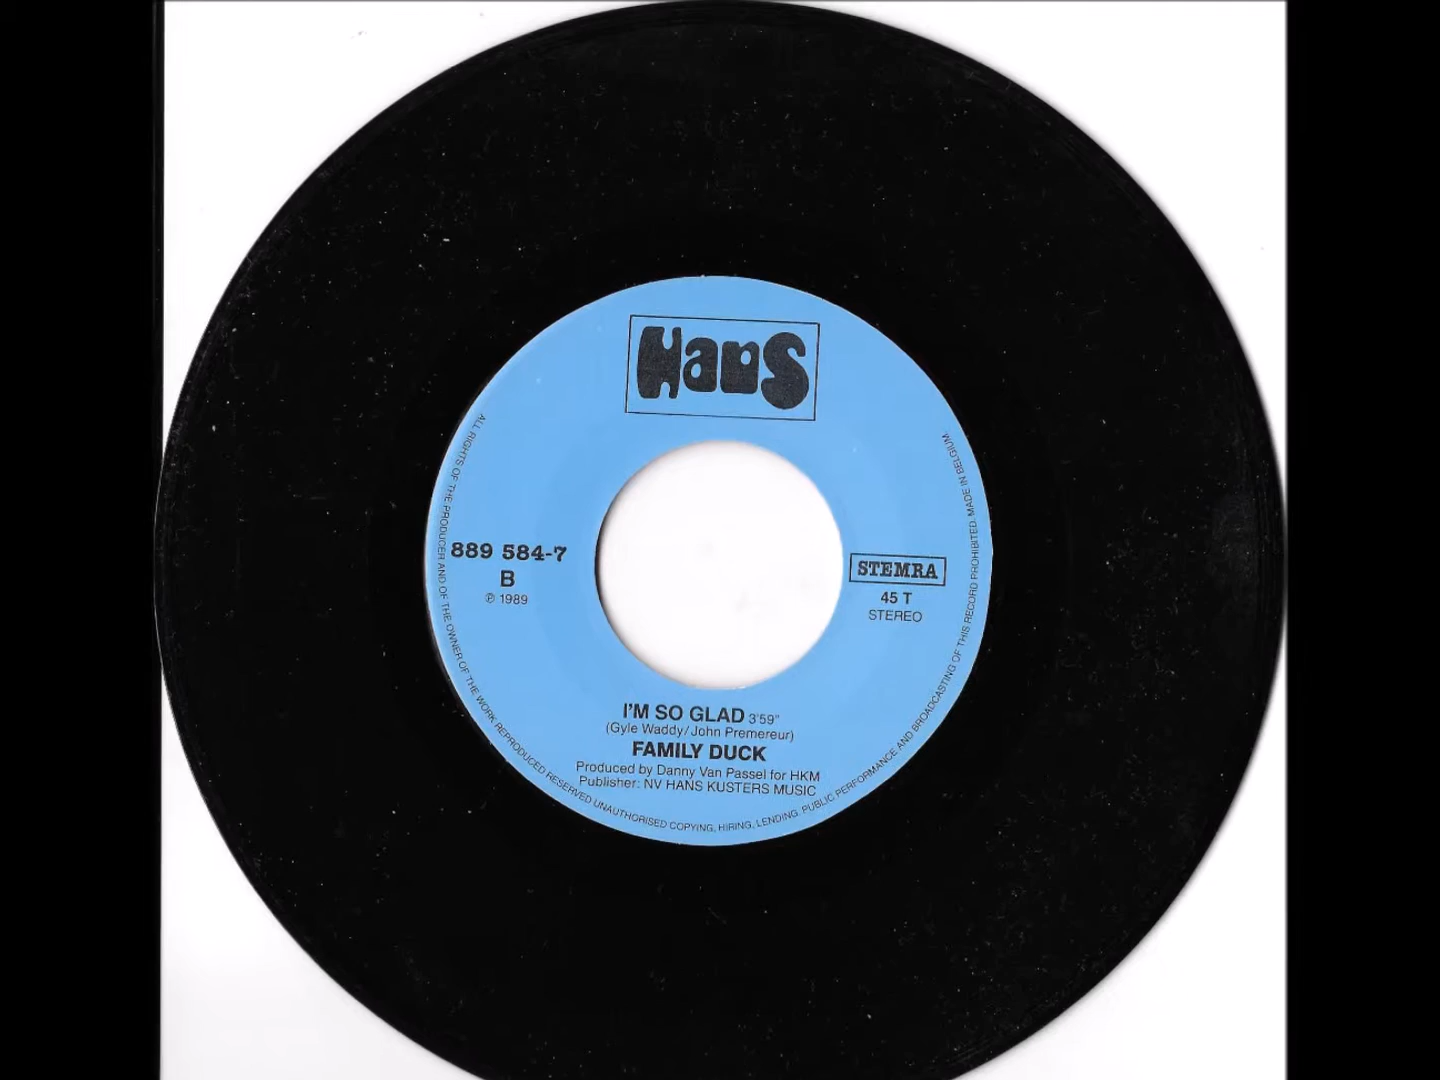 Hans
889 584-7
B
℗ 1989
STEMRA
45 T
STEREO
I'M SO GLAD 3'59"
(Gyle Waddy/John Premereur)
FAMILY DUCK
Produced by Danny Van Passel for HKM
Publisher: NV HANS KUSTERS MUSIC
ALL RIGHTS OF THE PRODUCER AND OF THE OWNER OF THE WORK REPRODUCED RESERVED UNAUTHORISED COPYING, HIRING, LENDING, PUBLIC PERFORMANCE AND BROADCASTING OF THIS RECORD PROHIBITED. MADE IN BELGIUM.